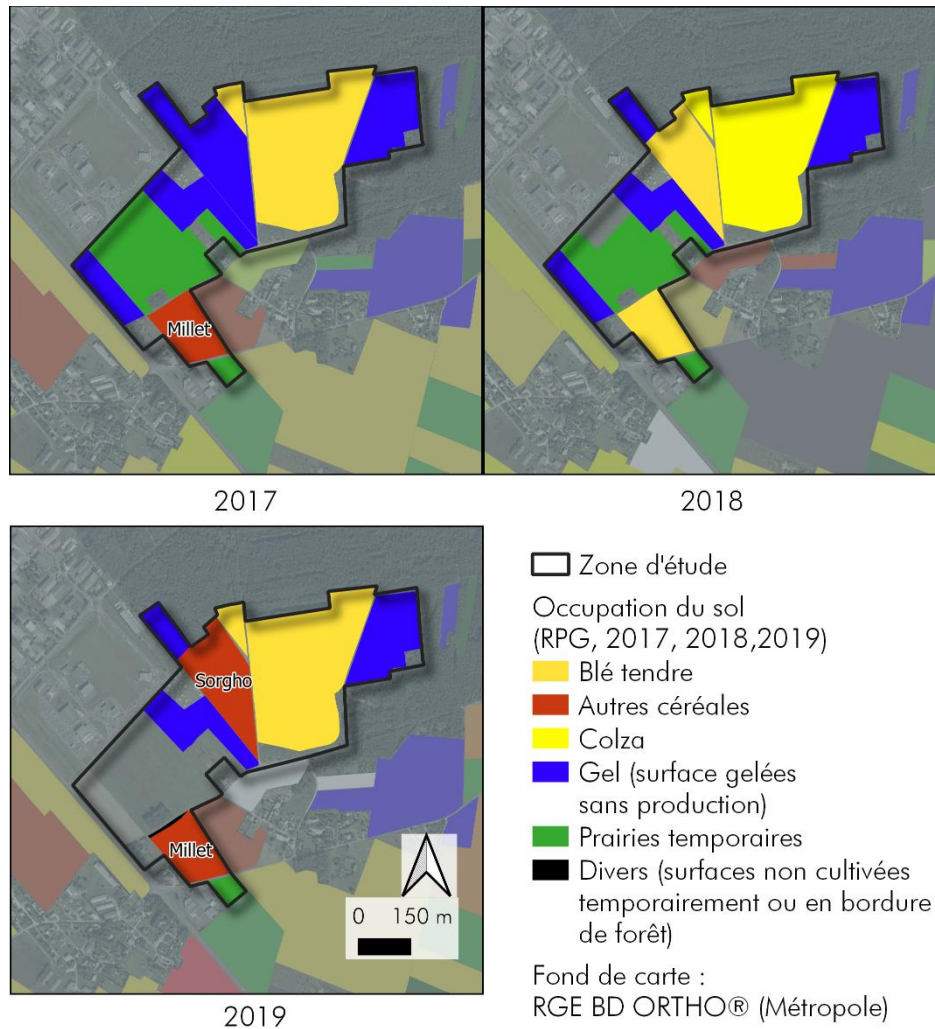 Millet
2017
2018
Sorgho
Millet
0 150 m
2019
Zone d'étude
Occupation du sol
(RPG, 2017, 2018,2019)
Blé tendre
Autres céréales
Colza
Gel (surface gelées
sans production)
Prairies temporaires
Divers (surfaces non cultivées
temporairement ou en bordure
de forêt)
Fond de carte :
RGE BD ORTHO® (Métropole)